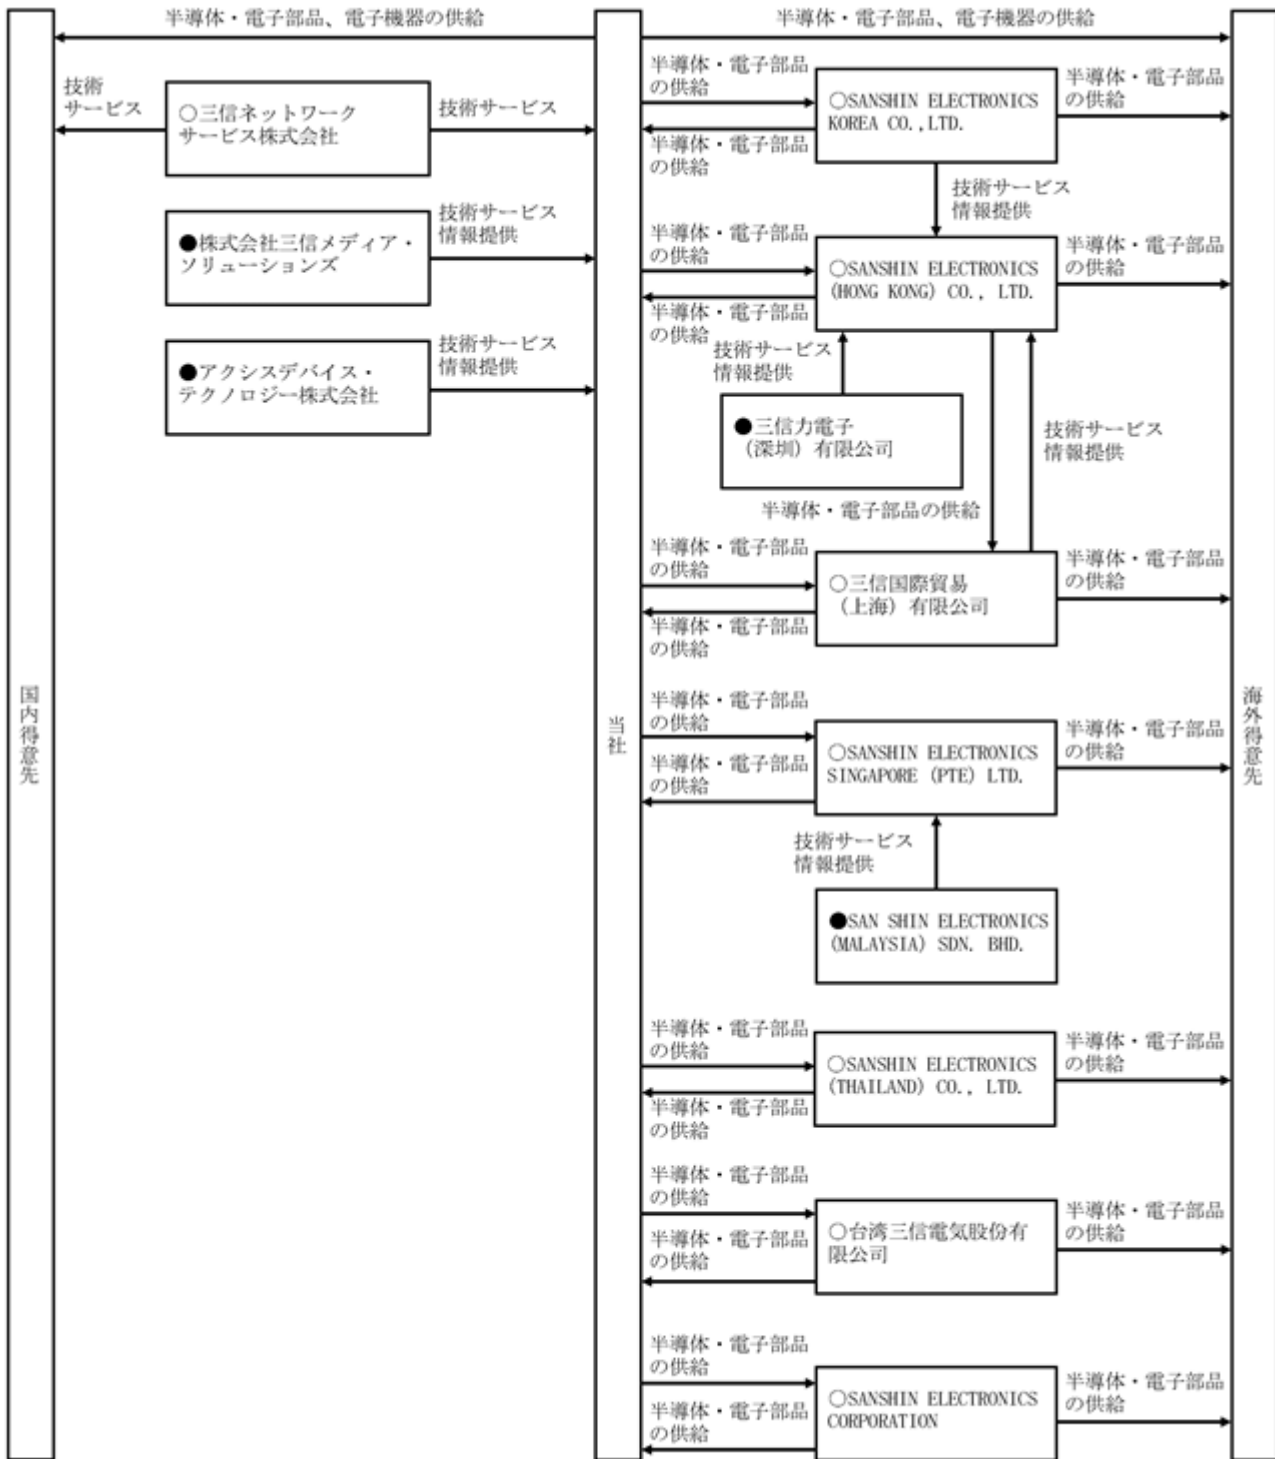 半導体・電子部品、電子機器の供給
半導体・電子部品、電子機器の供給
国内得意先
技術
サービス
○三信ネットワーク
サービス株式会社
技術サービス
●株式会社三信メディア・
ソリューションズ
技術サービス
情報提供
●アクシスデバイス・
テクノロジー株式会社
技術サービス
情報提供
当社
半導体・電子部品
の供給
○SANSHIN ELECTRONICS
KOREA CO.,LTD.
半導体・電子部品
の供給
半導体・電子部品
の供給
技術サービス
情報提供
半導体・電子部品
の供給
○SANSHIN ELECTRONICS
(HONG KONG) CO., LTD.
半導体・電子部品
の供給
半導体・電子部品
の供給
技術サービス
情報提供
●三信力電子
(深圳) 有限公司
技術サービス
情報提供
半導体・電子部品の供給
半導体・電子部品
の供給
○三信国際貿易
(上海) 有限公司
半導体・電子部品
の供給
半導体・電子部品
の供給
半導体・電子部品
の供給
○SANSHIN ELECTRONICS
SINGAPORE (PTE) LTD.
半導体・電子部品
の供給
半導体・電子部品
の供給
技術サービス
情報提供
●SAN SHIN ELECTRONICS
(MALAYSIA) SDN. BHD.
半導体・電子部品
の供給
○SANSHIN ELECTRONICS
(THAILAND) CO., LTD.
半導体・電子部品
の供給
半導体・電子部品
の供給
半導体・電子部品
の供給
○台湾三信電気股份有
限公司
半導体・電子部品
の供給
半導体・電子部品
の供給
半導体・電子部品
の供給
○SANSHIN ELECTRONICS
CORPORATION
半導体・電子部品
の供給
半導体・電子部品
の供給
海外得意先